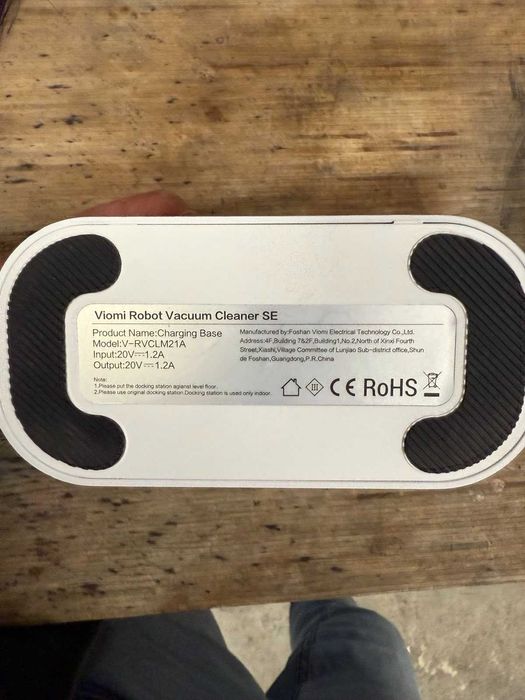 Viomi Robot Vacuum Cleaner SE
Product Name:Charging Base
Model:V-RVCLM21A
Input:20V⎓1.2A
Output:20V⎓1.2A
Note:
1.Please put the docking station against level floor.
2.Please use original docking station.Docking station is used only indoor.
Manufactured by:Foshan Viomi Electrical Technology Co.,Ltd.
Address:4F,Building 7&2F,Building1,No.2,North of Xinxi Fourth
Street,Xiashi,Village Committee of Lunjiao Sub-district office,Shun
de Foshan,Guangdong,P.R.China
III CE RoHS